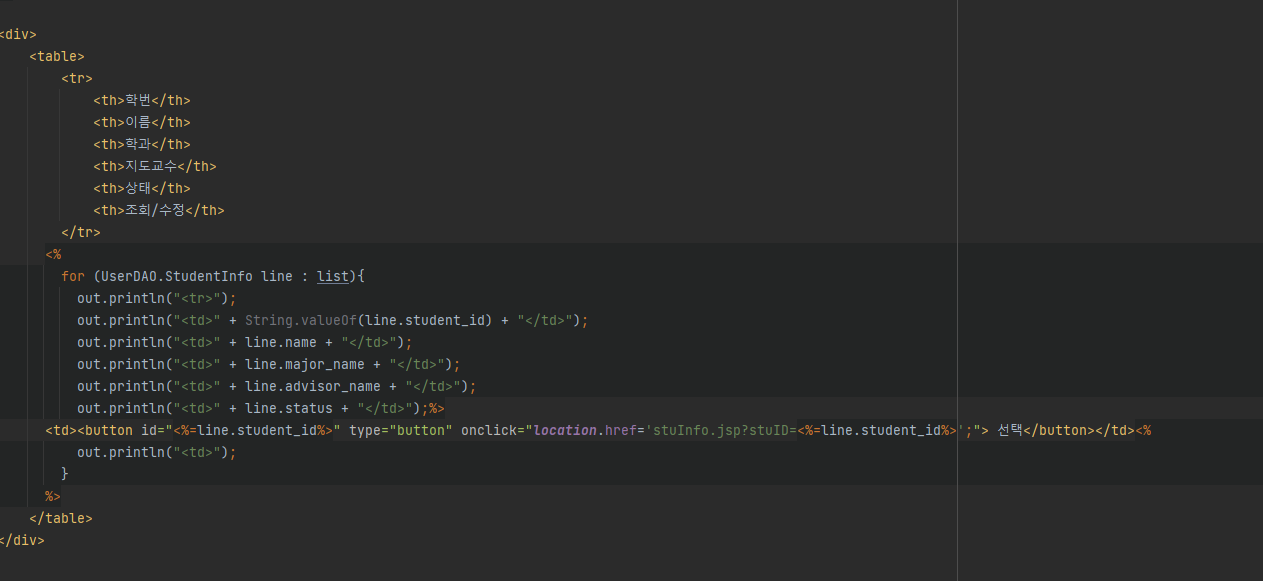 <div>
<table>
<tr>
<th>학번</th>
<th>이름</th>
<th>학과</th>
<th>지도교수</th>
<th>상태</th>
<th>조회/수정</th>
</tr>
<%
for (UserDAO.StudentInfo line : list){
out.println("<tr>");
out.println("<td>" + String.valueOf(line.student_id) + "</td>");
out.println("<td>" + line.name + "</td>");
out.println("<td>" + line.major_name + "</td>");
out.println("<td>" + line.advisor_name + "</td>");
out.println("<td>" + line.status + "</td>");%>
<td><button id="<%=line.student_id%>" type="button" onclick="location.href='stuInfo.jsp?stuID=<%=line.student_id%>';"> 선택</button></td><%
out.println("<td>");
}
%>
</table>
</div>